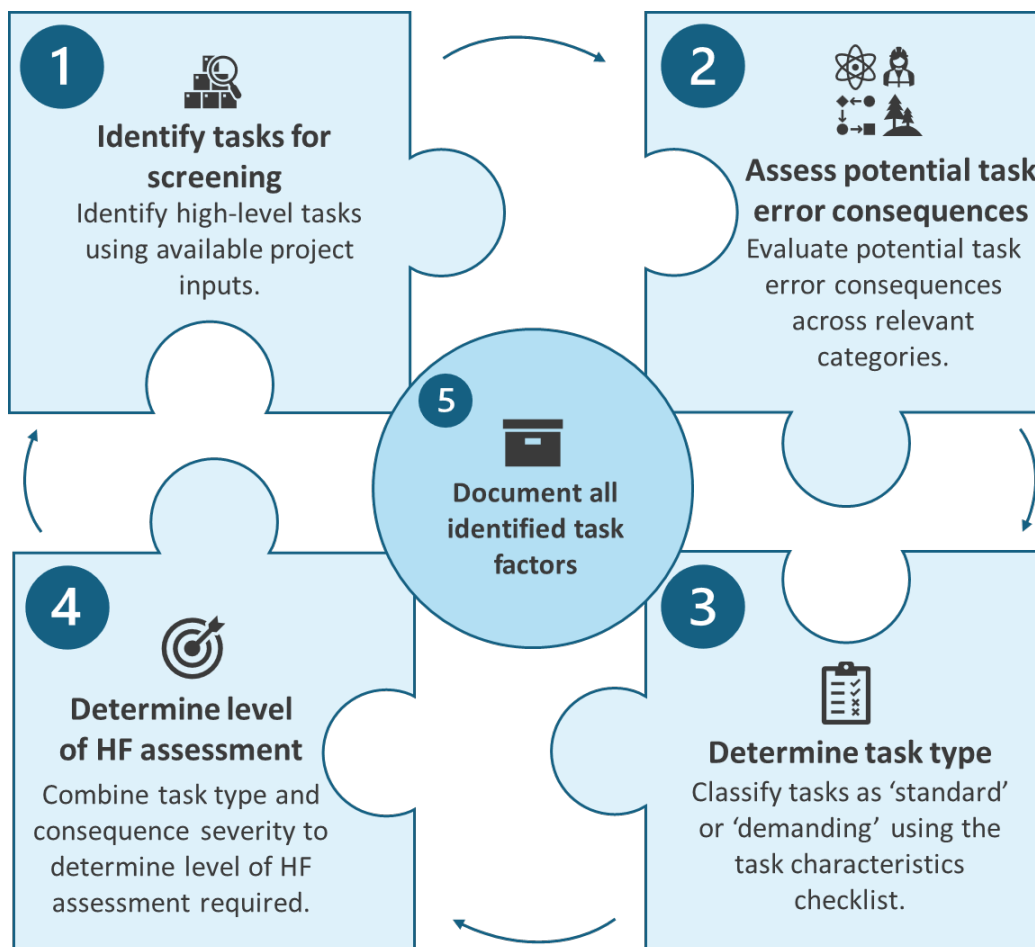 1
Identify tasks for
screening
Identify high-level tasks
using available project
inputs.
2
Assess potential task
error consequences
Evaluate potential task
error consequences
across relevant
categories.
5
Document all
identified task
factors
4
Determine level
of HF assessment
Combine task type and
consequence severity to
determine level of HF
assessment required.
3
Determine task type
Classify tasks as ‘standard’
or ‘demanding’ using the
task characteristics
checklist.